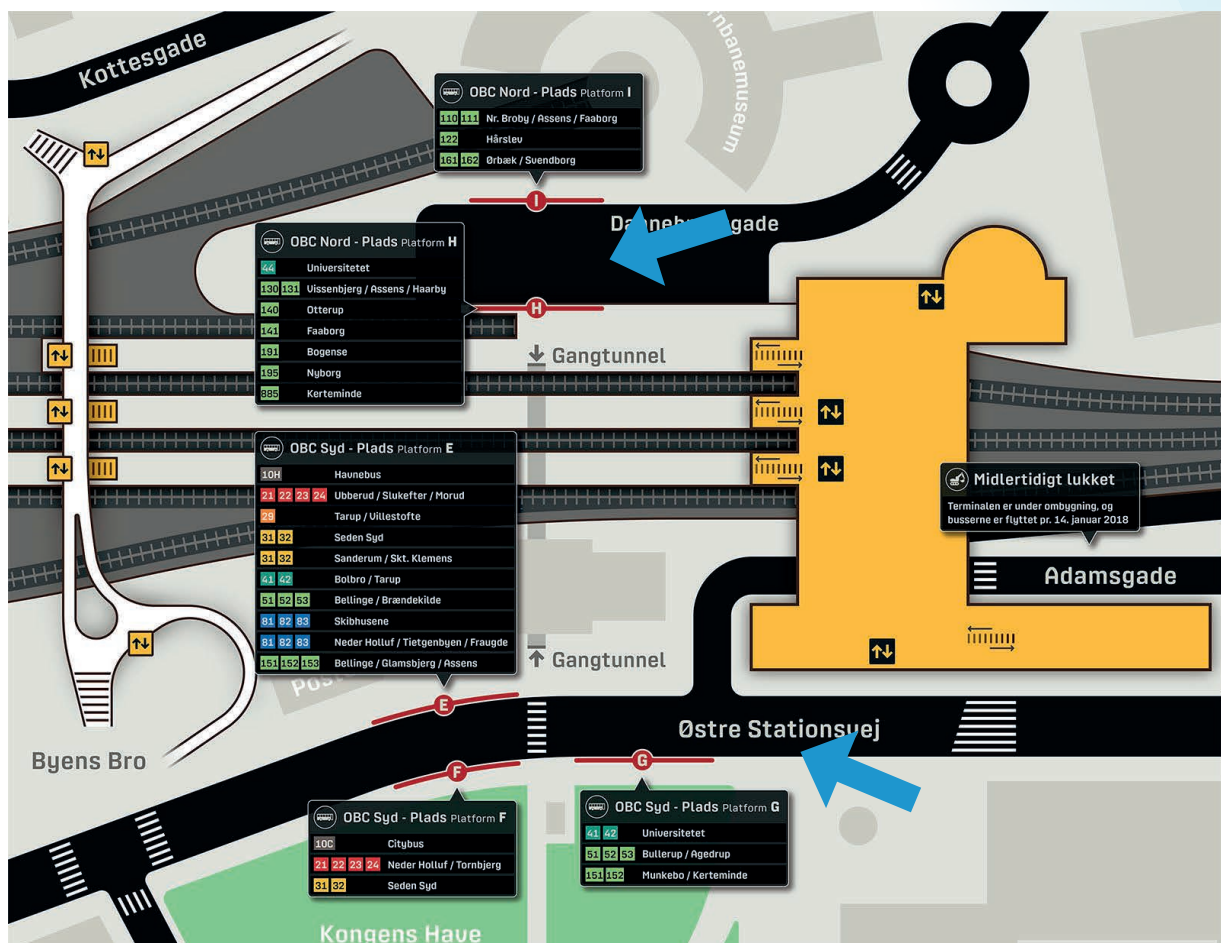 Kottesgade
rnbanemuseum
OBC Nord - Plads Platform I
110 111 Nr. Broby / Assens / Faaborg
122 Hårslev
161 162 Ørbæk / Svendborg
I
gade
OBC Nord - Plads Platform H
44 Universitetet
130 131 Vissenbjerg / Assens / Haarby
140 Otterup
141 Faaborg
191 Bogense
195 Nyborg
885 Kerteminde
H
Gangtunnel
OBC Syd - Plads Platform E
10H Havnebus
21 22 23 24 Ubberud / Slukefter / Morud
29 Tarup / Villestofte
31 32 Seden Syd
31 32 Sanderum / Skt. Klemens
41 42 Bolbro / Tarup
51 52 53 Bellinge / Brændekilde
81 82 83 Skibhusene
81 82 83 Neder Holluf / Tietgenbyen / Fraugde
151 152 153 Bellinge / Glamsbjerg / Assens
Midlertidigt lukket
Terminalen er under ombygning, og
busserne er flyttet pr. 14. januar 2018
Adamsgade
Gangtunnel
E
Østre Stationsvej
Byens Bro
F
G
OBC Syd - Plads Platform F
10C Citybus
21 22 23 24 Neder Holluf / Tornbjerg
31 32 Seden Syd
OBC Syd - Plads Platform G
41 42 Universitetet
51 52 53 Bullerup / Agedrup
151 152 Munkebo / Kerteminde
Kongens Have